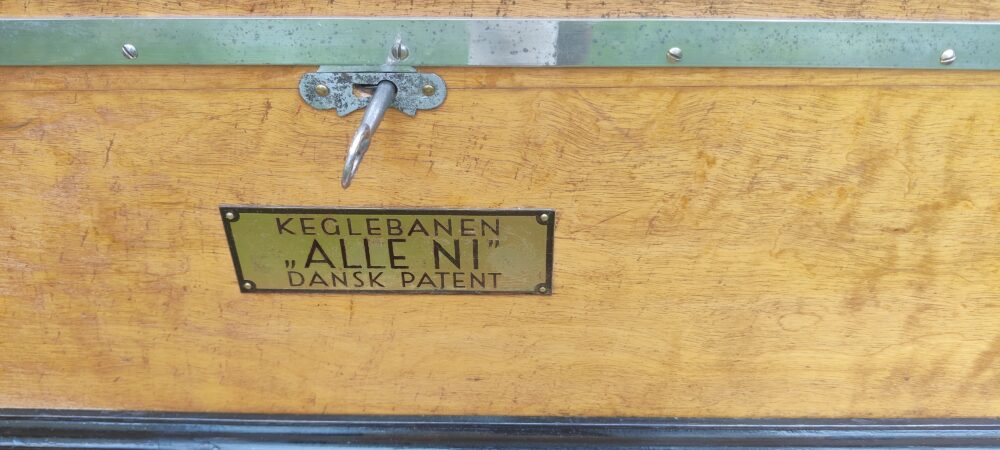 KEGLEBANEN
„ALLE NI”
DANSK PATENT